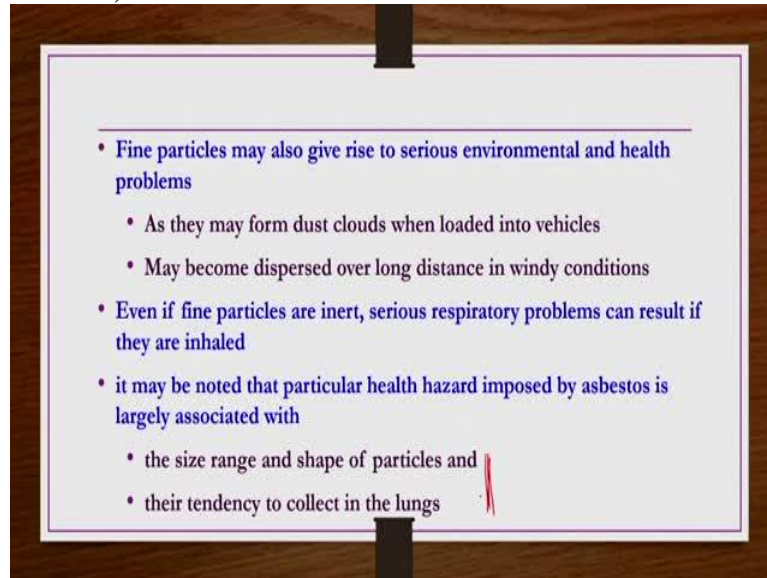 • Fine particles may also give rise to serious environmental and health
problems
• As they may form dust clouds when loaded into vehicles
• May become dispersed over long distance in windy conditions
• Even if fine particles are inert, serious respiratory problems can result if
they are inhaled
• it may be noted that particular health hazard imposed by asbestos is
largely associated with
• the size range and shape of particles and
• their tendency to collect in the lungs